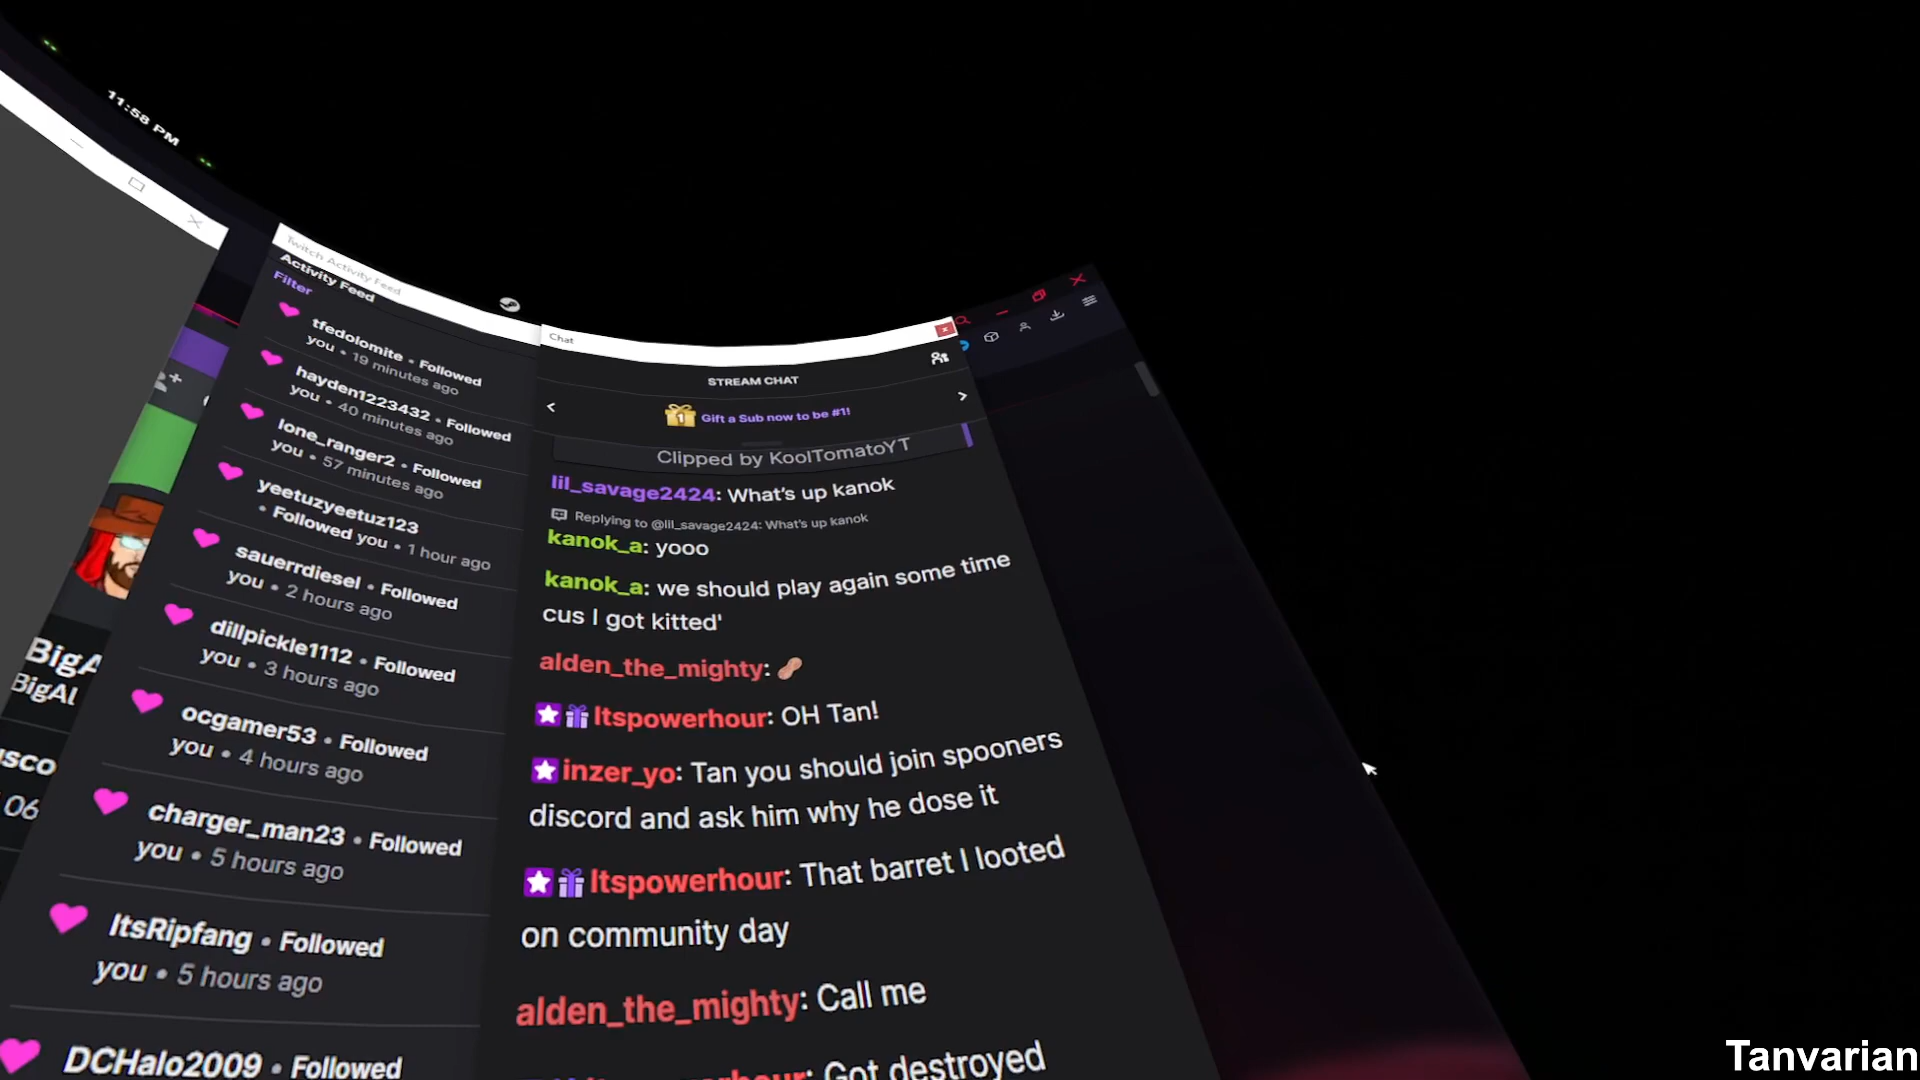 11:58 PM
Twitch Activity Feed
Activity Feed
Filter
tfedolomite • Followed
you • 19 minutes ago
hayden1223432 • Followed
you • 40 minutes ago
lone_ranger2 • Followed
you • 57 minutes ago
yeetuzyeetuz123
• Followed you • 1 hour ago
sauerrdiesel • Followed
you • 2 hours ago
dillpickle1112 • Followed
you • 3 hours ago
ocgamer53 • Followed
you • 4 hours ago
charger_man23 • Followed
you • 5 hours ago
ItsRipfang • Followed
you • 5 hours ago
DCHalo2009 • Followed
BigA
BigAl
usco
06
Chat
STREAM CHAT
1
Gift a Sub now to be #1!
Clipped by KoolTomatoYT
lil_savage2424: What's up kanok
Replying to @lil_savage2424: What's up kanok
kanok_a: yooo
kanok_a: we should play again some time
cus I got kitted'
alden_the_mighty:
Itspowerhour: OH Tan!
inzer_yo: Tan you should join spooners
discord and ask him why he dose it
Itspowerhour: That barret I looted
on community day
alden_the_mighty: Call me
Got destroyed
Tanvarian